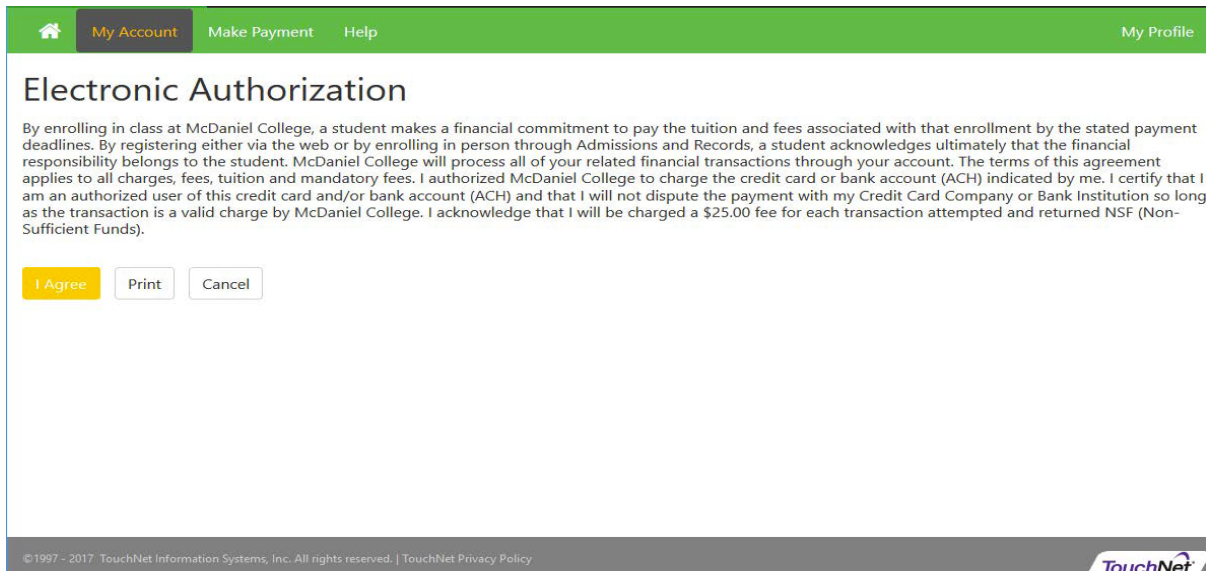 My Account Make Payment Help My Profile
Electronic Authorization
By enrolling in class at McDaniel College, a student makes a financial commitment to pay the tuition and fees associated with that enrollment by the stated payment
deadlines. By registering either via the web or by enrolling in person through Admissions and Records, a student acknowledges ultimately that the financial
responsibility belongs to the student. McDaniel College will process all of your related financial transactions through your account. The terms of this agreement
applies to all charges, fees, tuition and mandatory fees. I authorized McDaniel College to charge the credit card or bank account (ACH) indicated by me. I certify that I
am an authorized user of this credit card and/or bank account (ACH) and that I will not dispute the payment with my Credit Card Company or Bank Institution so long
as the transaction is a valid charge by McDaniel College. I acknowledge that I will be charged a $25.00 fee for each transaction attempted and returned NSF (Non-
Sufficient Funds).
I Agree Print Cancel
©1997 - 2017 TouchNet Information Systems, Inc. All rights reserved. | TouchNet Privacy Policy
TouchNet